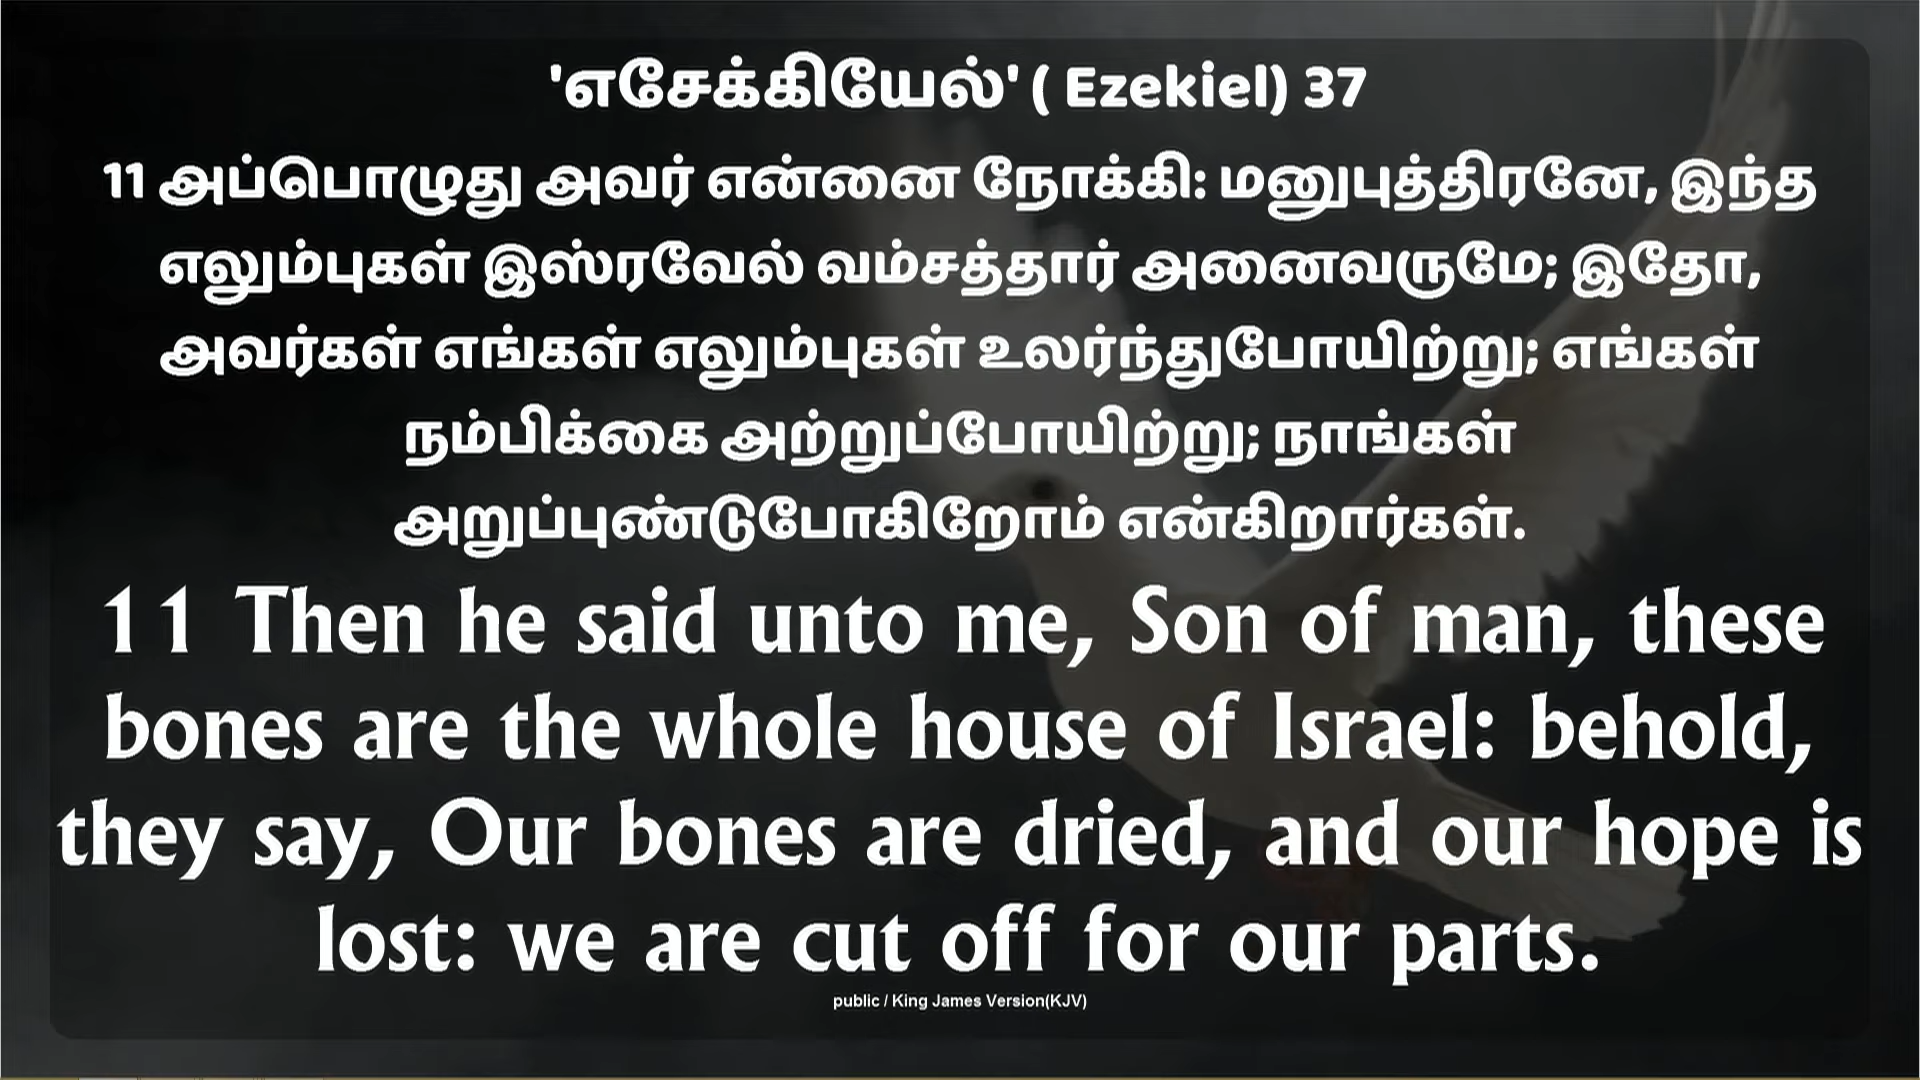 'எசேக்கியேல்' ( Ezekiel) 37
11 அப்பொழுது அவர் என்னை நோக்கி: மனுபுத்திரனே, இந்த
எலும்புகள் இஸ்ரவேல் வம்சத்தார் அனைவருமே; இதோ,
அவர்கள் எங்கள் எலும்புகள் உலர்ந்துபோயிற்று; எங்கள்
நம்பிக்கை அற்றுப்போயிற்று; நாங்கள்
அறுப்புண்டுபோகிறோம் என்கிறார்கள்.
11 Then he said unto me, Son of man, these
bones are the whole house of Israel: behold,
they say, Our bones are dried, and our hope is
lost: we are cut off for our parts.
public / King James Version(KJV)